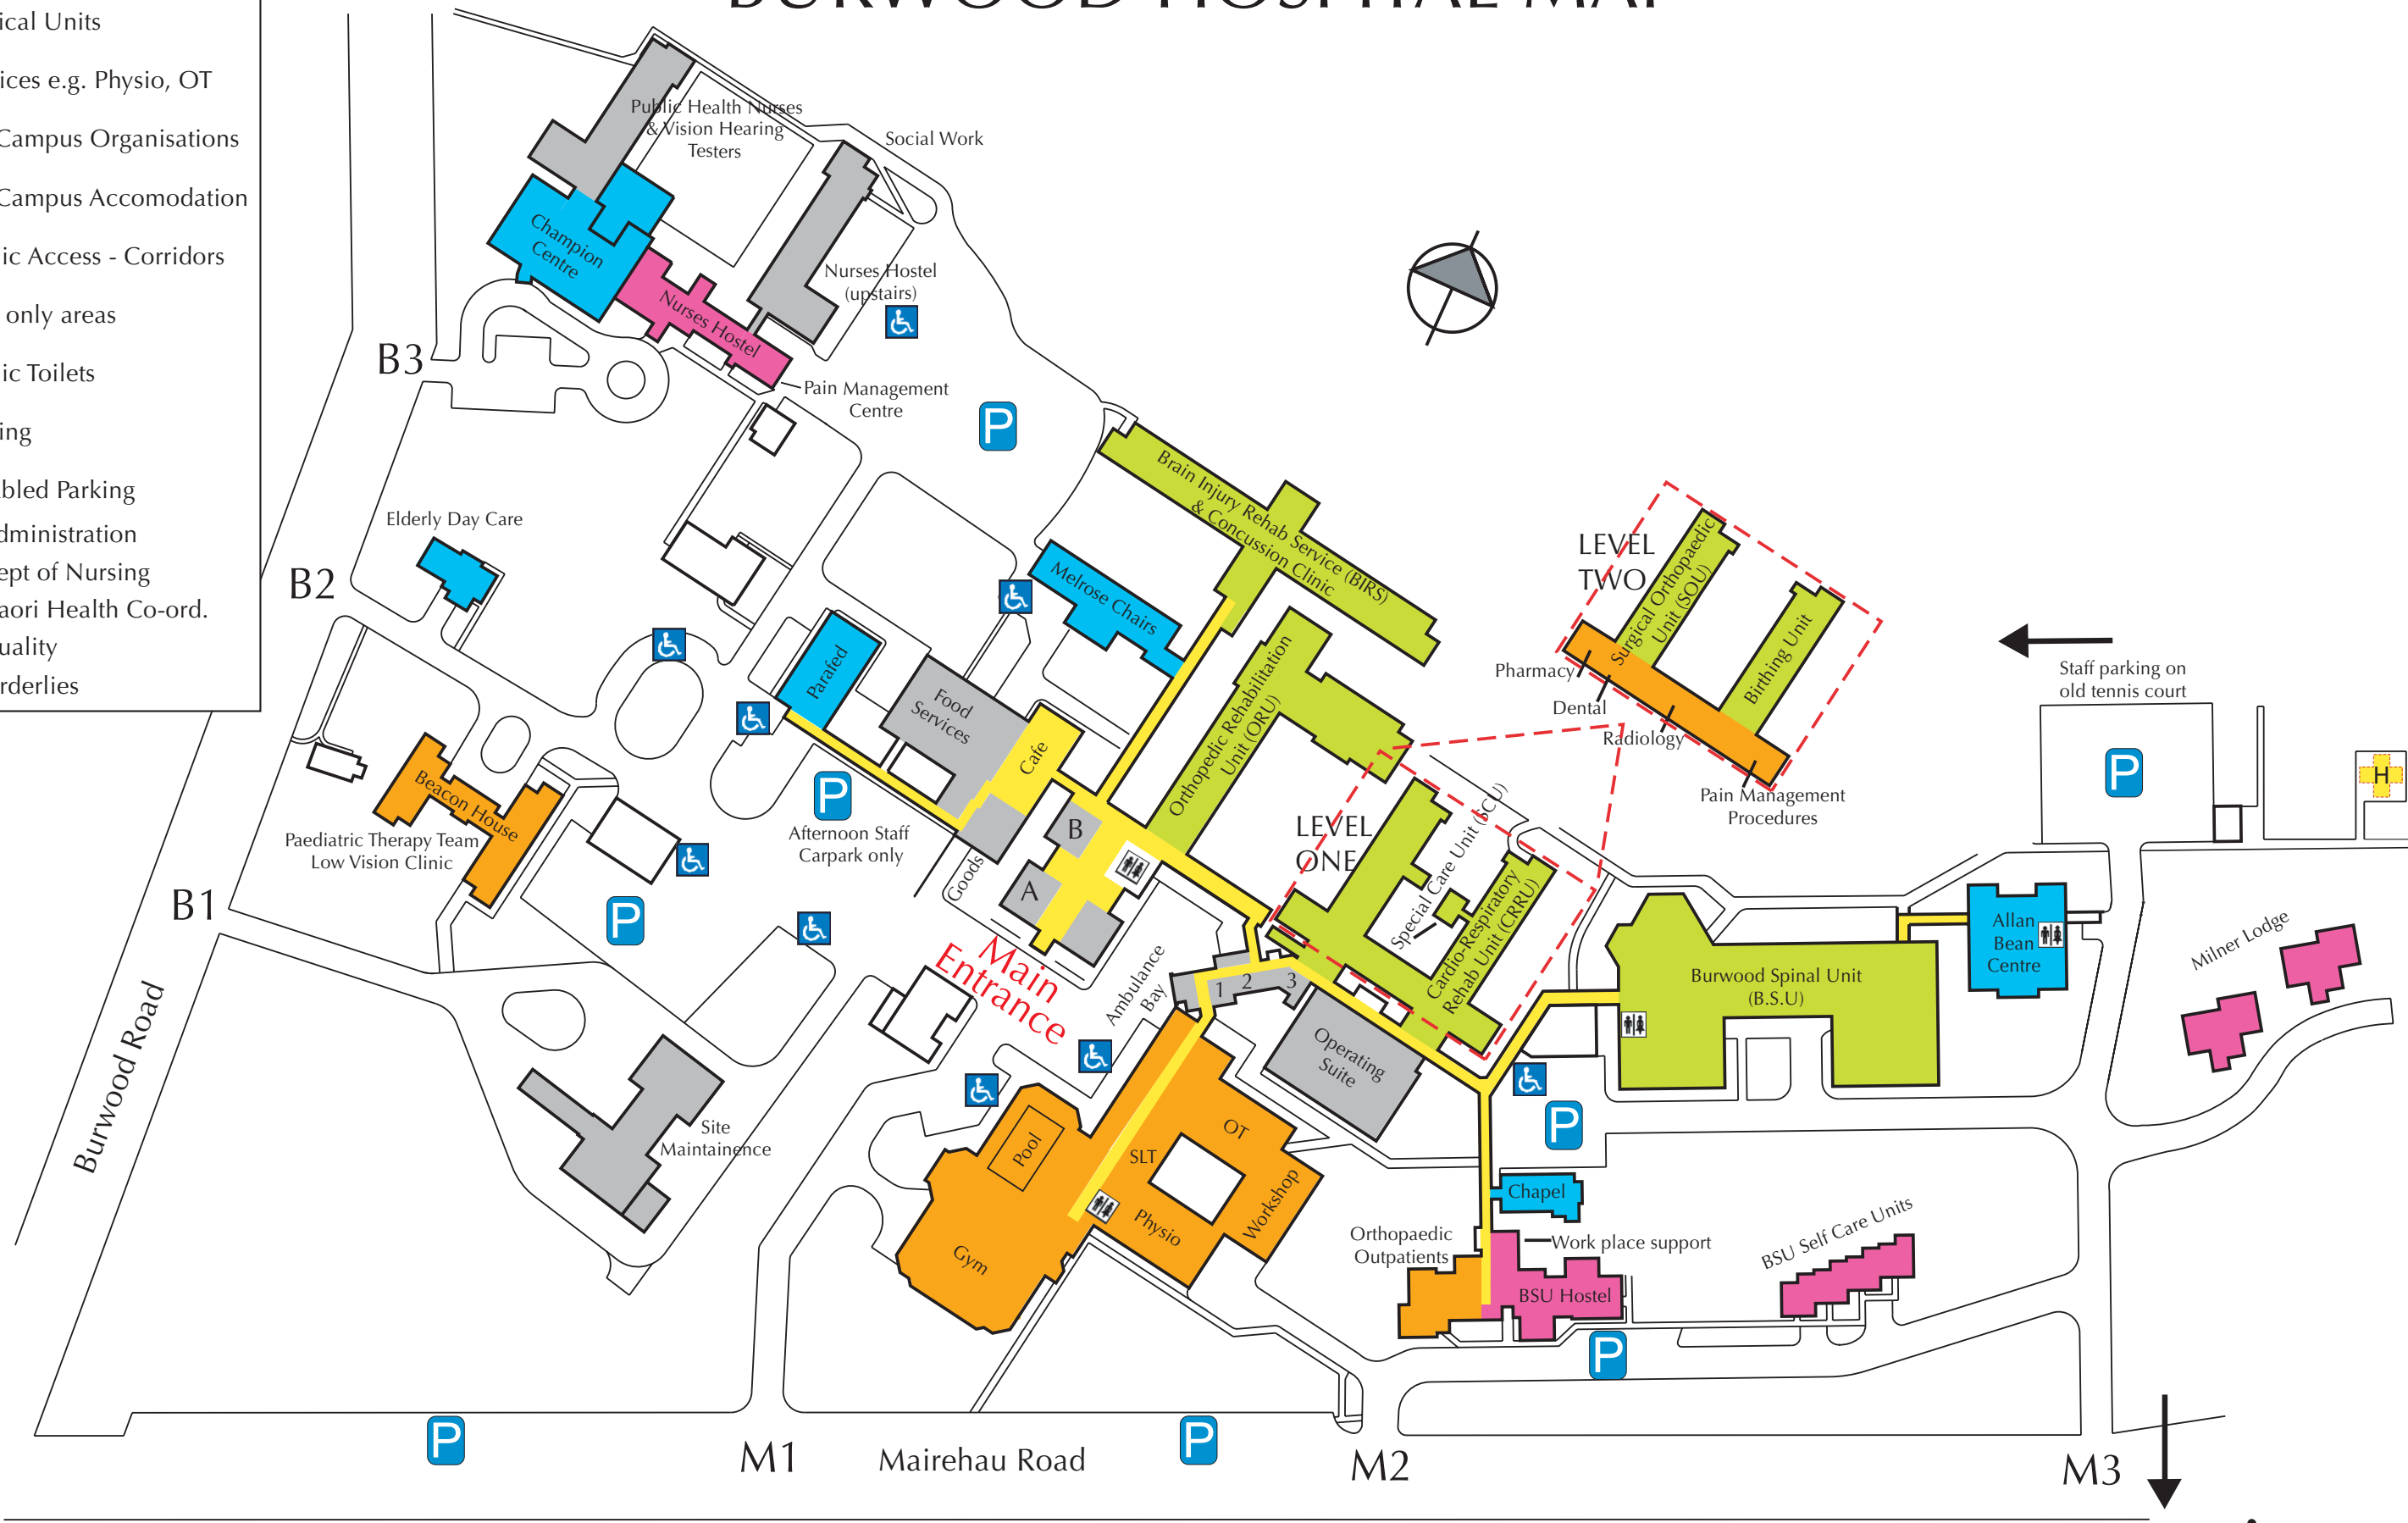 BURWOOD HOSPITAL MAP
ical Units
ices e.g. Physio, OT
Campus Organisations
Campus Accomodation
ic Access - Corridors
only areas
ic Toilets
ing
bled Parking
dministration
ept of Nursing
aori Health Co-ord.
uality
rderlies
Public Health Nurses
& Vision Hearing
Testers
Social Work
Champion
Centre
Nurses Hostel
Nurses Hostel
(upstairs)
Pain Management
Centre
B3
P
Brain Injury Rehab Service (BIRS)
& Concussion Clinic
Elderly Day Care
B2
Melrose Chairs
LEVEL
TWO
Surgical Orthopaedic
Unit (SOU)
Birthing Unit
Pharmacy
Dental
Radiology
Pain Management
Procedures
Staff parking on
old tennis court
P
H
Parafed
Food
Services
Cafe
Orthopedic Rehabilitation
Unit (ORU)
P
Afternoon Staff
Carpark only
Goods
B
A
Beacon House
Paediatric Therapy Team
Low Vision Clinic
P
B1
LEVEL
ONE
Special Care Unit (SCU)
Cardio-Respiratory
Rehab Unit (CRRU)
Main
Entrance
Ambulance
Bay
1
2
3
Operating
Suite
Burwood Spinal Unit
(B.S.U)
Allan
Bean
Centre
Milner Lodge
Burwood Road
Site
Maintainence
Pool
Gym
SLT
OT
Physio
Workshop
P
Chapel
Orthopaedic
Outpatients
Work place support
BSU Hostel
BSU Self Care Units
P
P
P
M1
Mairehau Road
M2
M3